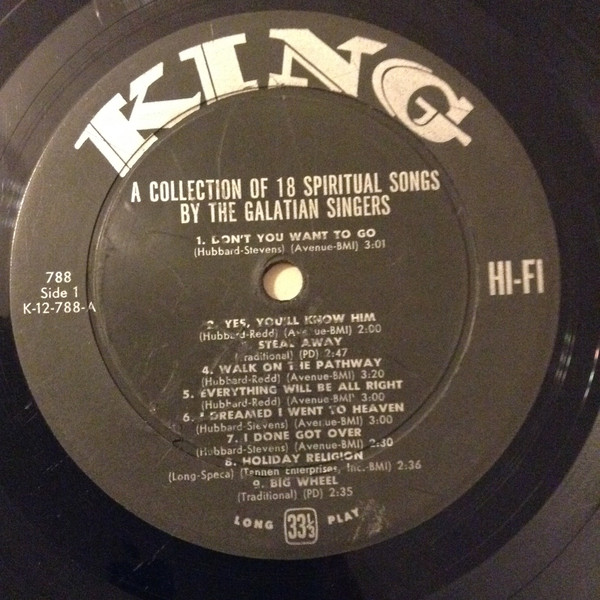 KING
A COLLECTION OF 18 SPIRITUAL SONGS
BY THE GALATIAN SINGERS
1. DON'T YOU WANT TO GO
(Hubbard-Stevens) (Avenue-BMI) 3:01
788
Side 1
K-12-788-A
HI-FI
2. YES, YOU'LL KNOW HIM
(Hubbard-Redd) (Avenue-BMI) 2:00
3. STEAL AWAY
(Traditional) (PD) 2:47
4. WALK ON THE PATHWAY
(Hubbard-Redd) (Avenue-BMI) 3:20
5. EVERYTHING WILL BE ALL RIGHT
(Hubbard-Redd) (Avenue-BMI) 3:00
6. I DREAMED I WENT TO HEAVEN
(Hubbard-Stevens) (Avenue-BMI) 3:00
7. I DONE GOT OVER
(Hubbard-Stevens) (Avenue-BMI) 2:30
8. HOLIDAY RELIGION
(Long-Speca) (Tannen Enterprises, Inc.-BMI) 2:36
9. BIG WHEEL
(Traditional) (PD) 2:35
LONG 33⅓ PLAY